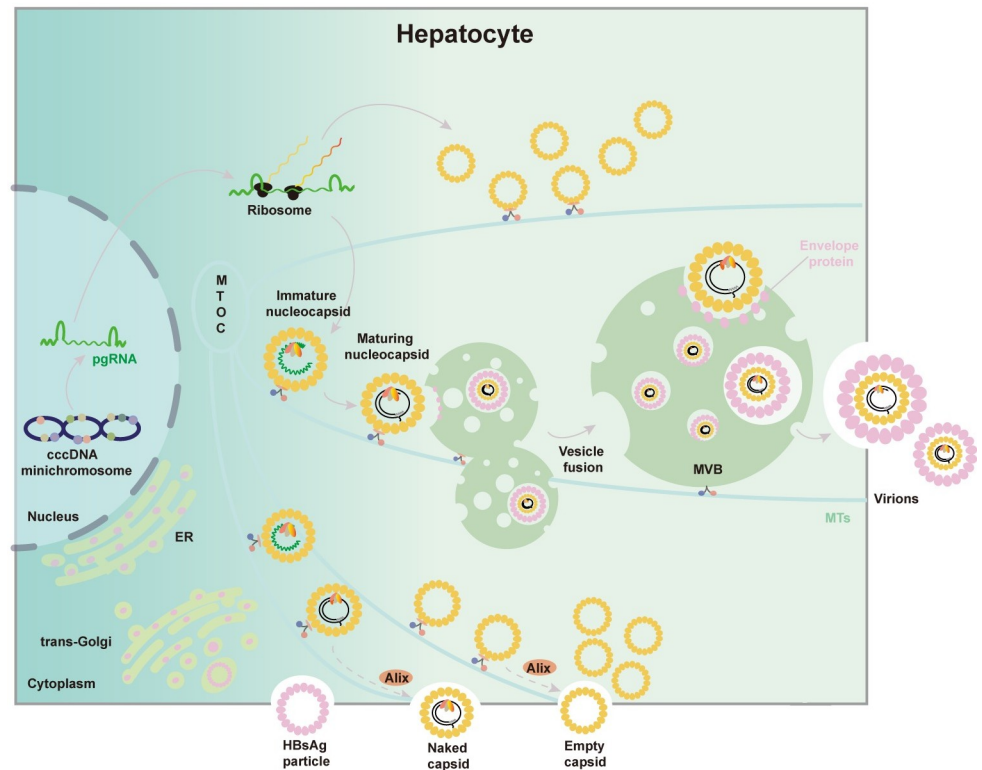 Hepatocyte
Ribosome
Envelope
protein
M
T
O
C
Immature
nucleocapsid
Maturing
nucleocapsid
pgRNA
cccDNA
minichromosome
Vesicle
fusion
MVB
Virions
Nucleus
MTs
ER
trans-Golgi
Alix
Alix
Cytoplasm
HBsAg
particle
Naked
capsid
Empty
capsid